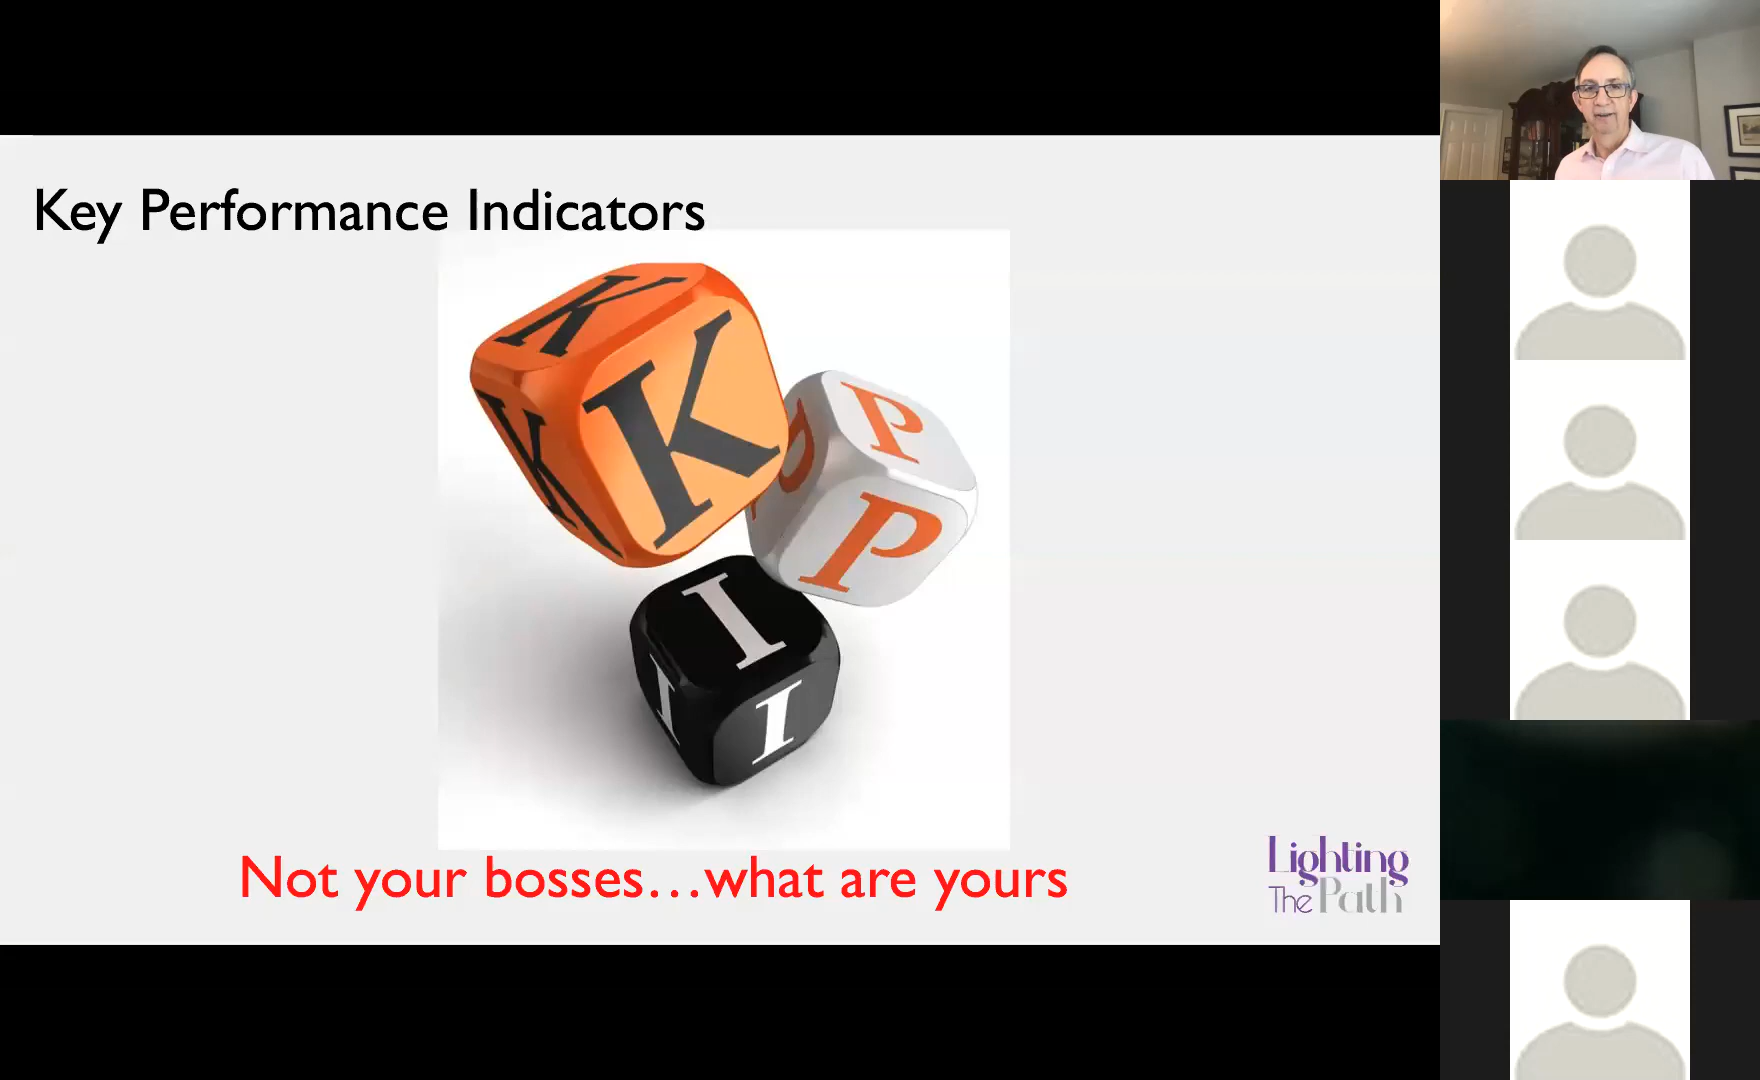 Key Performance Indicators
K
K
K
P
P
P
I
I
I
Not your bosses...what are yours
Lighting
The Path